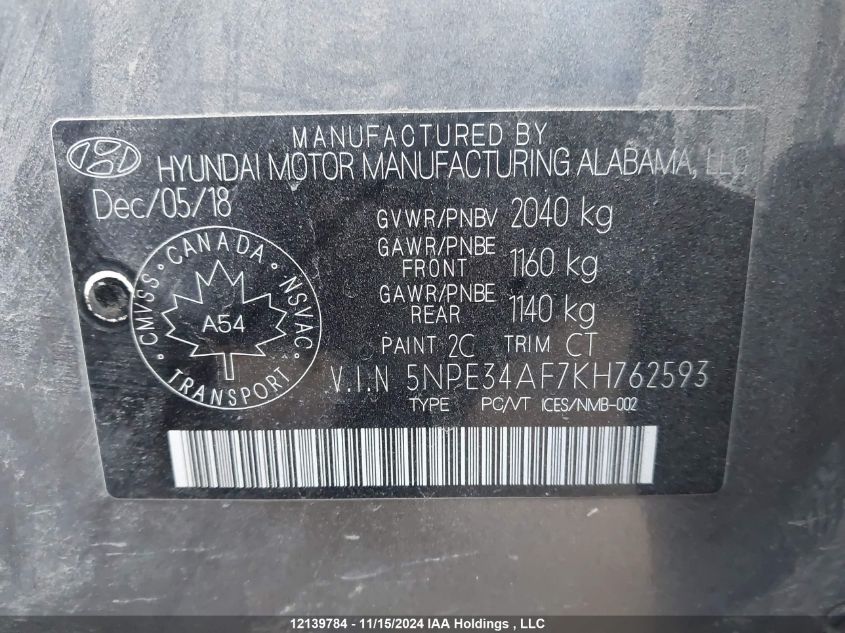 MANUFACTURED BY
HYUNDAI MOTOR MANUFACTURING ALABAMA, LLC
Dec/05/18
GVWR/PNBV 2040 kg
GAWR/PNBE
FRONT 1160 kg
GAWR/PNBE
REAR 1140 kg
PAINT 2C TRIM CT
V.I.N 5NPE34AF7KH762593
TYPE PC/VT ICES/NMB-002
CMVSS · CANADA · NSVAC
A54
TRANSPORT
12139784 - 11/15/2024 IAA Holdings , LLC